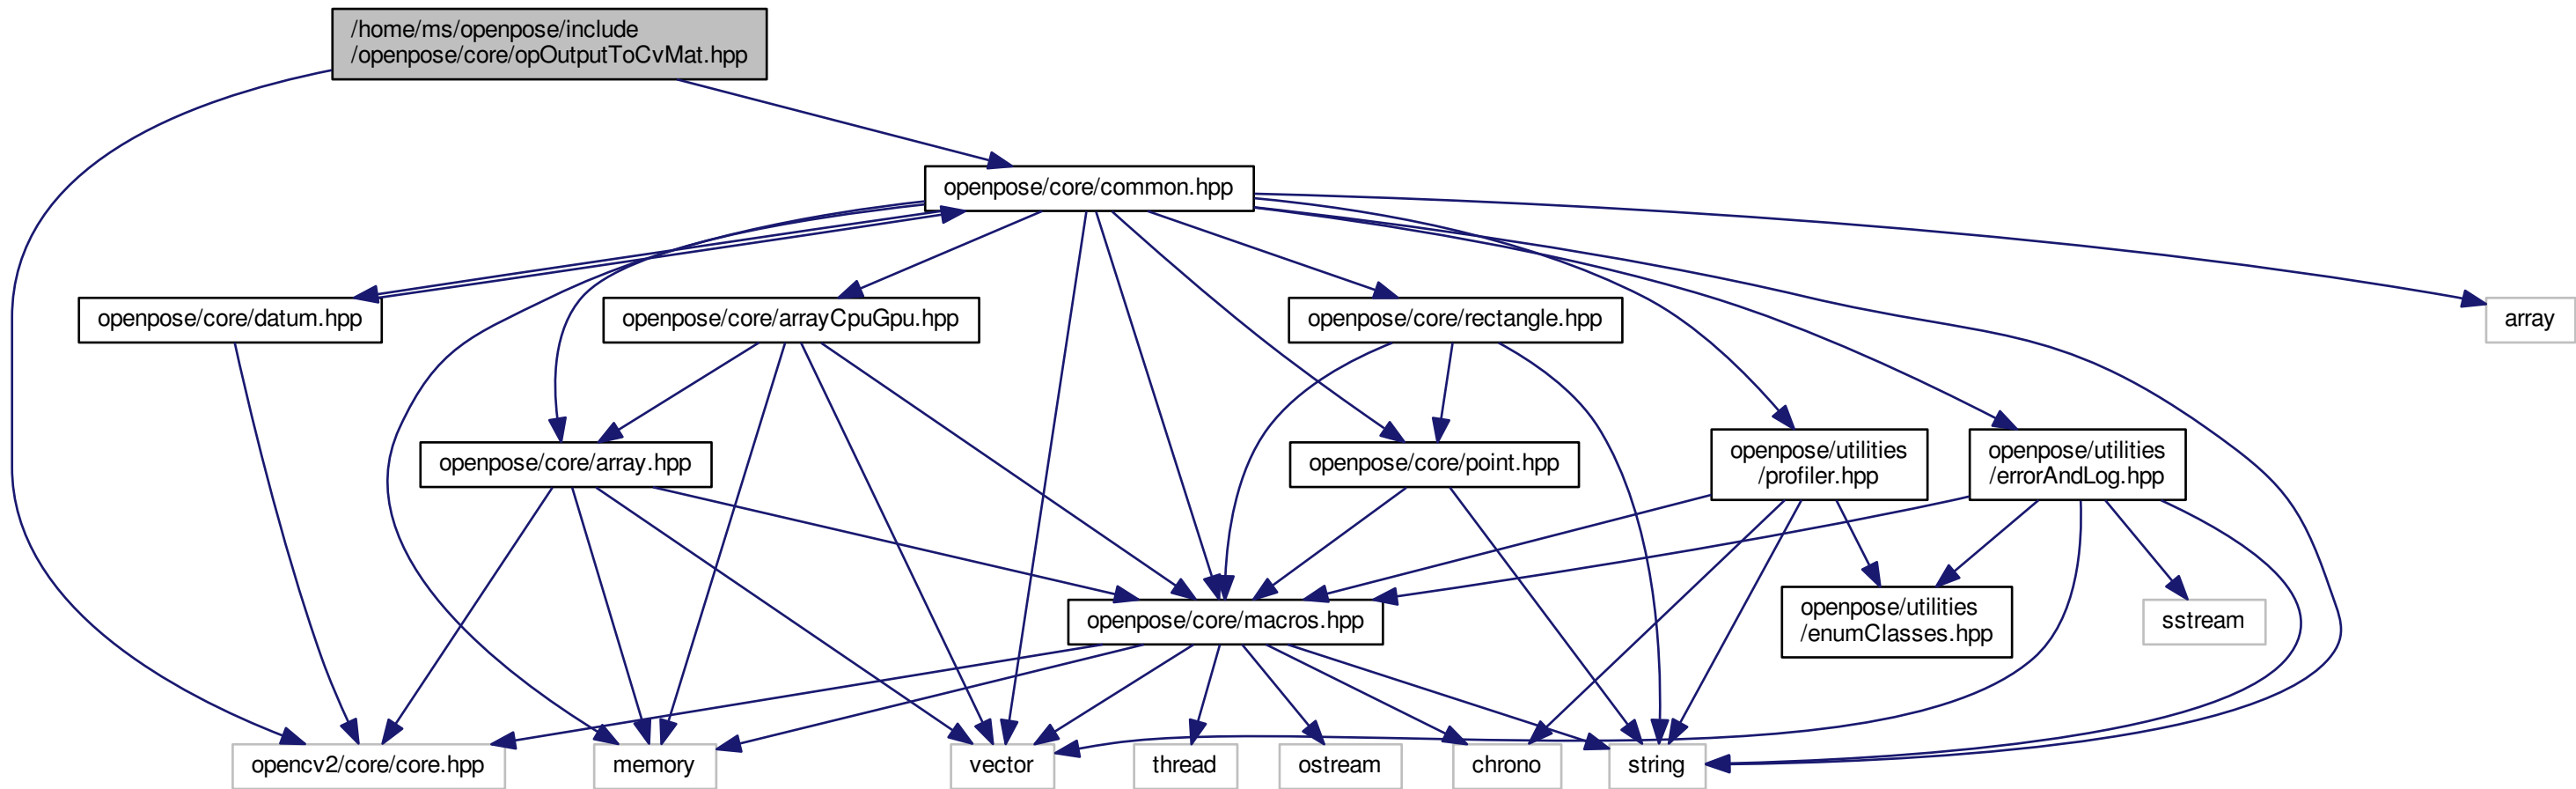 /home/ms/openpose/include
/openpose/core/opOutputToCvMat.hpp
openpose/core/common.hpp
openpose/core/datum.hpp
openpose/core/arrayCpuGpu.hpp
openpose/core/rectangle.hpp
array
openpose/core/array.hpp
openpose/core/point.hpp
openpose/utilities
/profiler.hpp
openpose/utilities
/errorAndLog.hpp
openpose/core/macros.hpp
openpose/utilities
/enumClasses.hpp
sstream
opencv2/core/core.hpp
memory
vector
thread
ostream
chrono
string